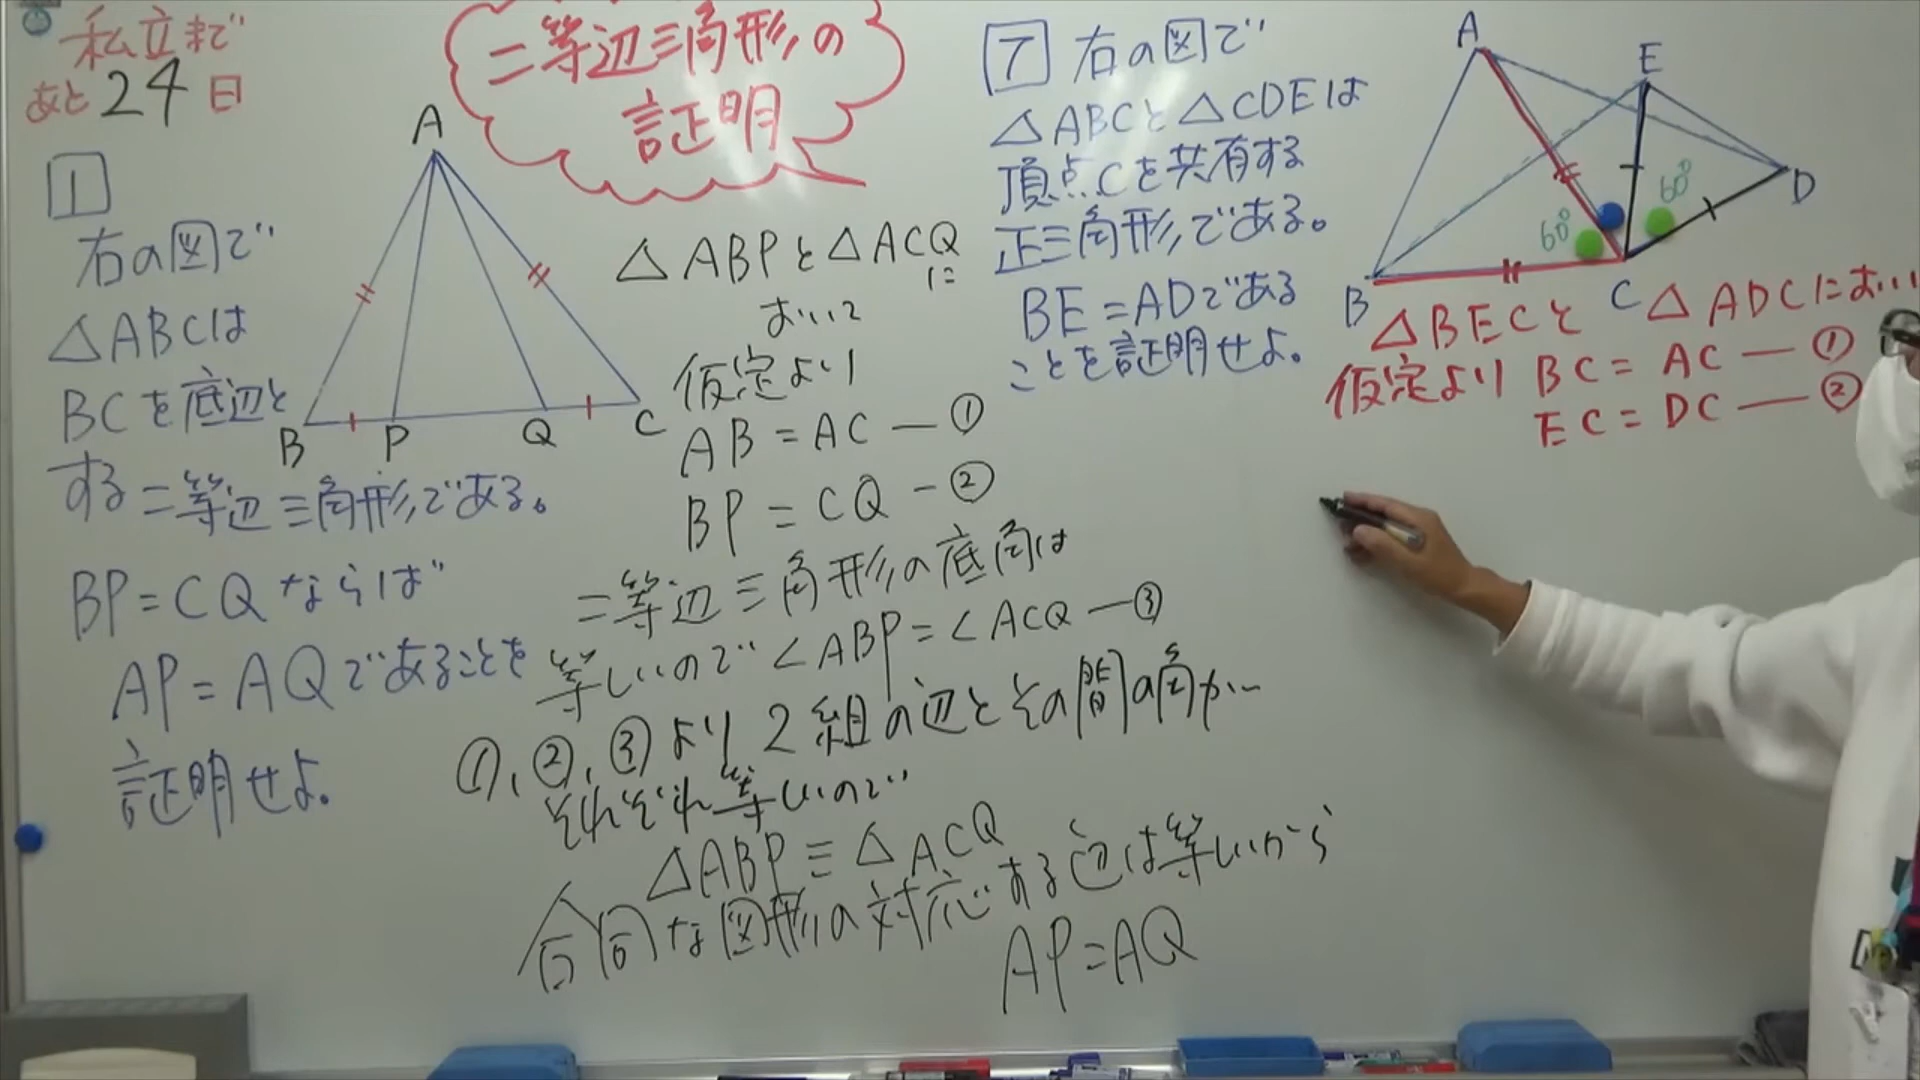 私立まで
あと24日
二等辺三角形の
証明
1
右の図で
△ABCは
BCを底辺と
する二等辺三角形である。
BP=CQならば
AP=AQであることを
証明せよ。
A
B
P
Q
C
△ABPと△ACQ
に
おいて
仮定より
AB=AC—①
BP=CQ—②
二等辺三角形の底角は
等しいので∠ABP=∠ACQ—③
①,②,③より2組の辺とその間の角が
それぞれ等しいので
△ABP≡△ACQ
合同な図形の対応する辺は等しいから
AP=AQ
7 右の図で
△ABCと△CDEは
頂点Cを共有する
正三角形である。
BE=ADである
ことを証明せよ。
A
E
D
60°
60°
B
C
△BECと△ADCにおい
仮定より BC=AC—①
EC=DC—②